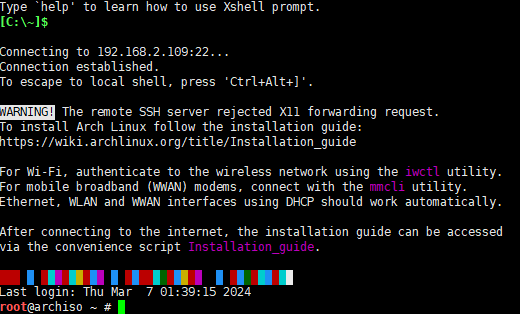 Type `help' to learn how to use Xshell prompt.
[C:\~]$
Connecting to 192.168.2.109:22...
Connection established.
To escape to local shell, press 'Ctrl+Alt+]'.
WARNING! The remote SSH server rejected X11 forwarding request.
To install Arch Linux follow the installation guide:
https://wiki.archlinux.org/title/Installation_guide
For Wi-Fi, authenticate to the wireless network using the iwctl utility.
For mobile broadband (WWAN) modems, connect with the mmcli utility.
Ethernet, WLAN and WWAN interfaces using DHCP should work automatically.
After connecting to the internet, the installation guide can be accessed
via the convenience script Installation_guide.
Last login: Thu Mar  7 01:39:15 2024
root@archiso ~ #